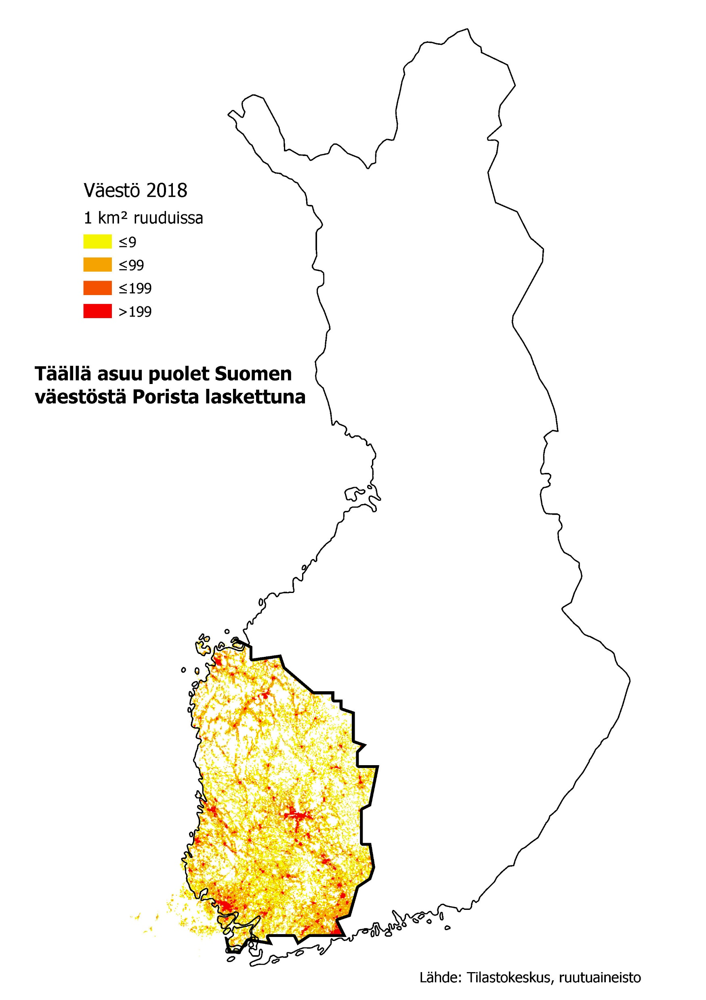 Väestö 2018
1 km² ruuduissa
≤9
≤99
≤199
>199
Täällä asuu puolet Suomen
väestöstä Porista laskettuna
Lähde: Tilastokeskus, ruutuaineisto